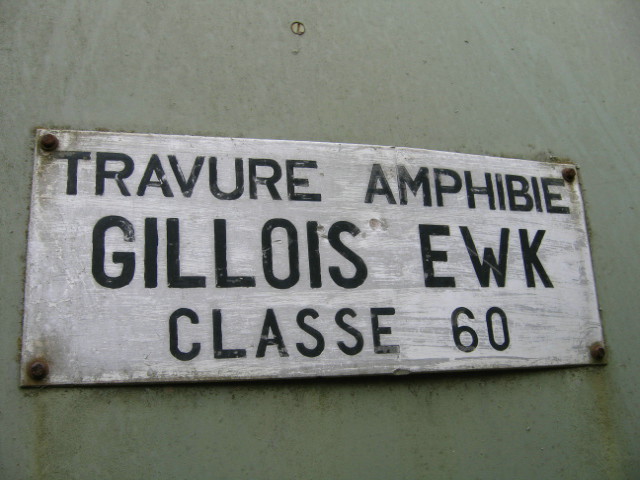 TRAVURE AMPHIBIE
GILLOIS EWK
CLASSE 60